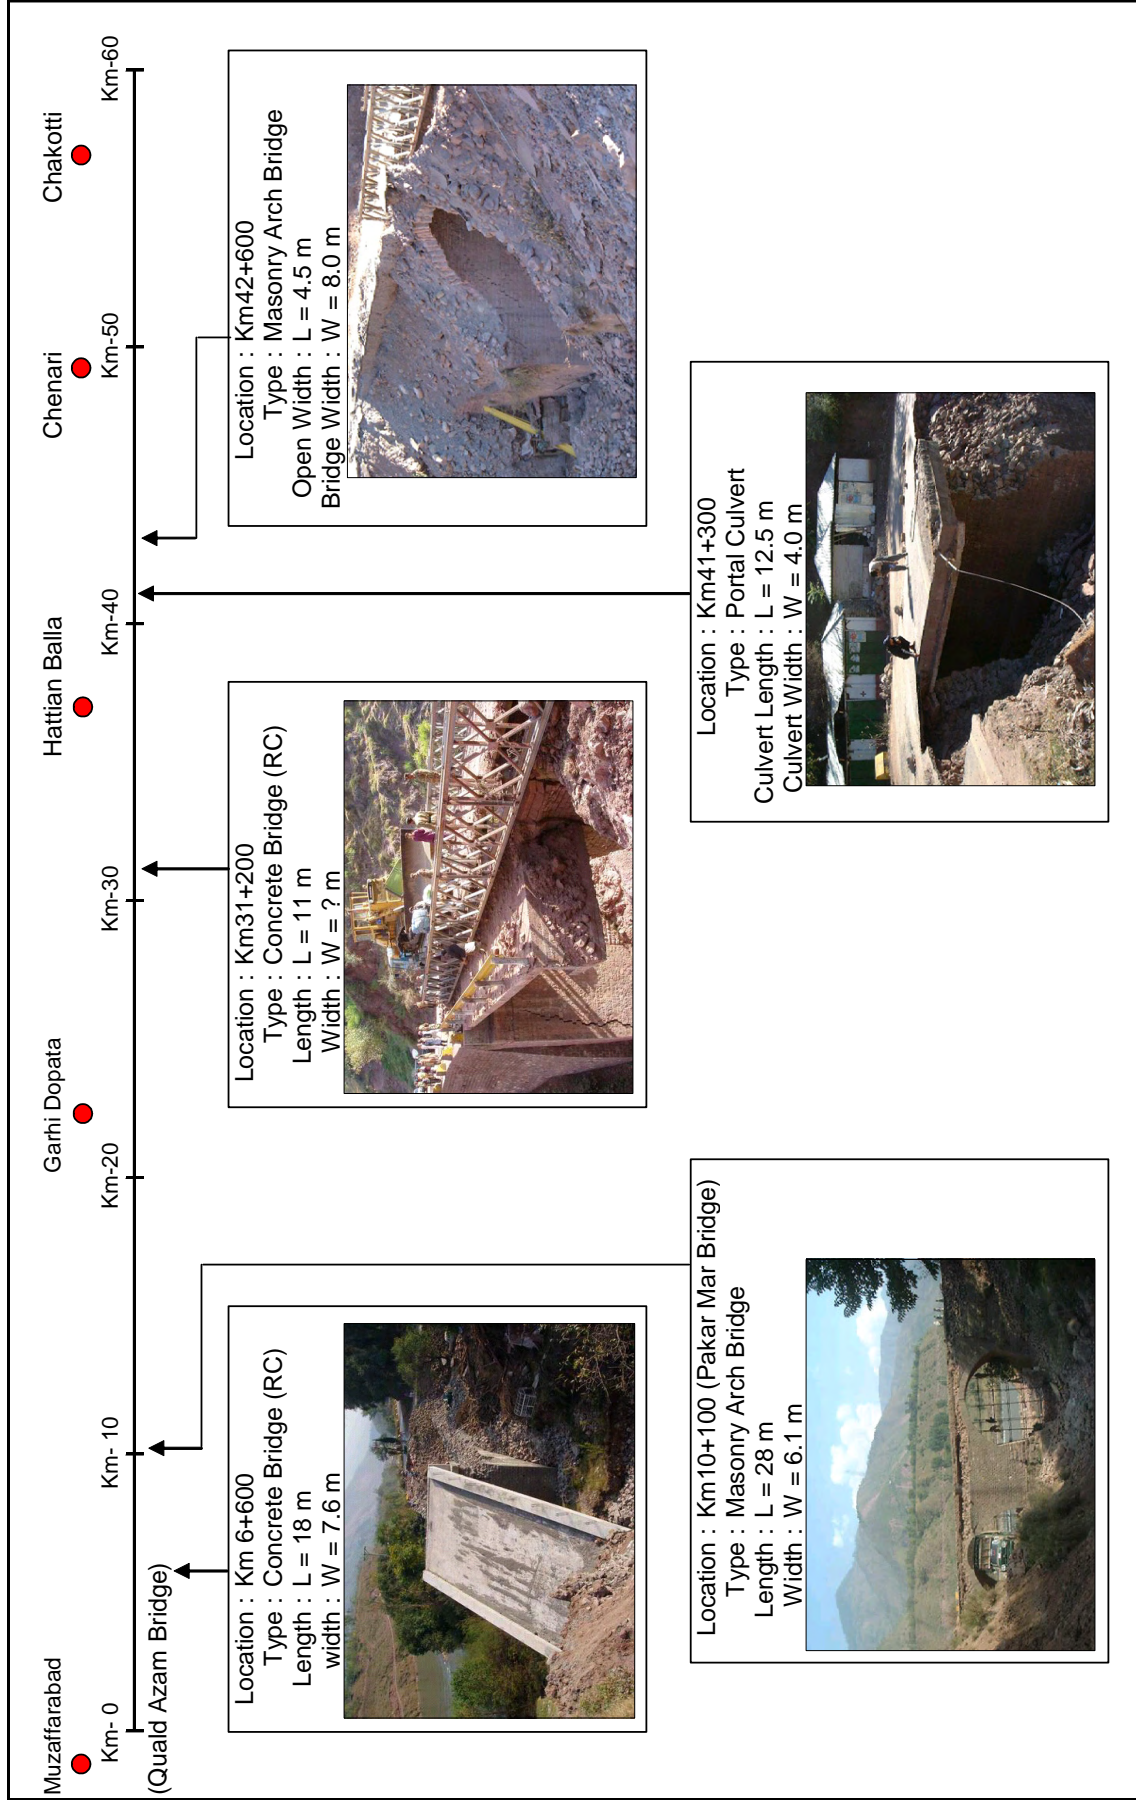 Muzaffarabad
Garhi Dopata
Hattian Balla
Chenari
Chakotti
Km- 0
Km- 10
Km-20
Km-30
Km-40
Km-50
Km-60
(Quald Azam Bridge)
Location : Km 6+600
Type : Concrete Bridge (RC)
Length : L = 18 m
width : W = 7.6 m
Location : Km31+200
Type : Concrete Bridge (RC)
Length : L = 11 m
Width : W = ? m
Location : Km42+600
Type : Masonry Arch Bridge
Open Width : L = 4.5 m
Bridge Width : W = 8.0 m
Location : Km10+100 (Pakar Mar Bridge)
Type : Masonry Arch Bridge
Length : L = 28 m
Width : W = 6.1 m
Location : Km41+300
Type : Portal Culvert
Culvert Length : L = 12.5 m
Culvert Width : W = 4.0 m